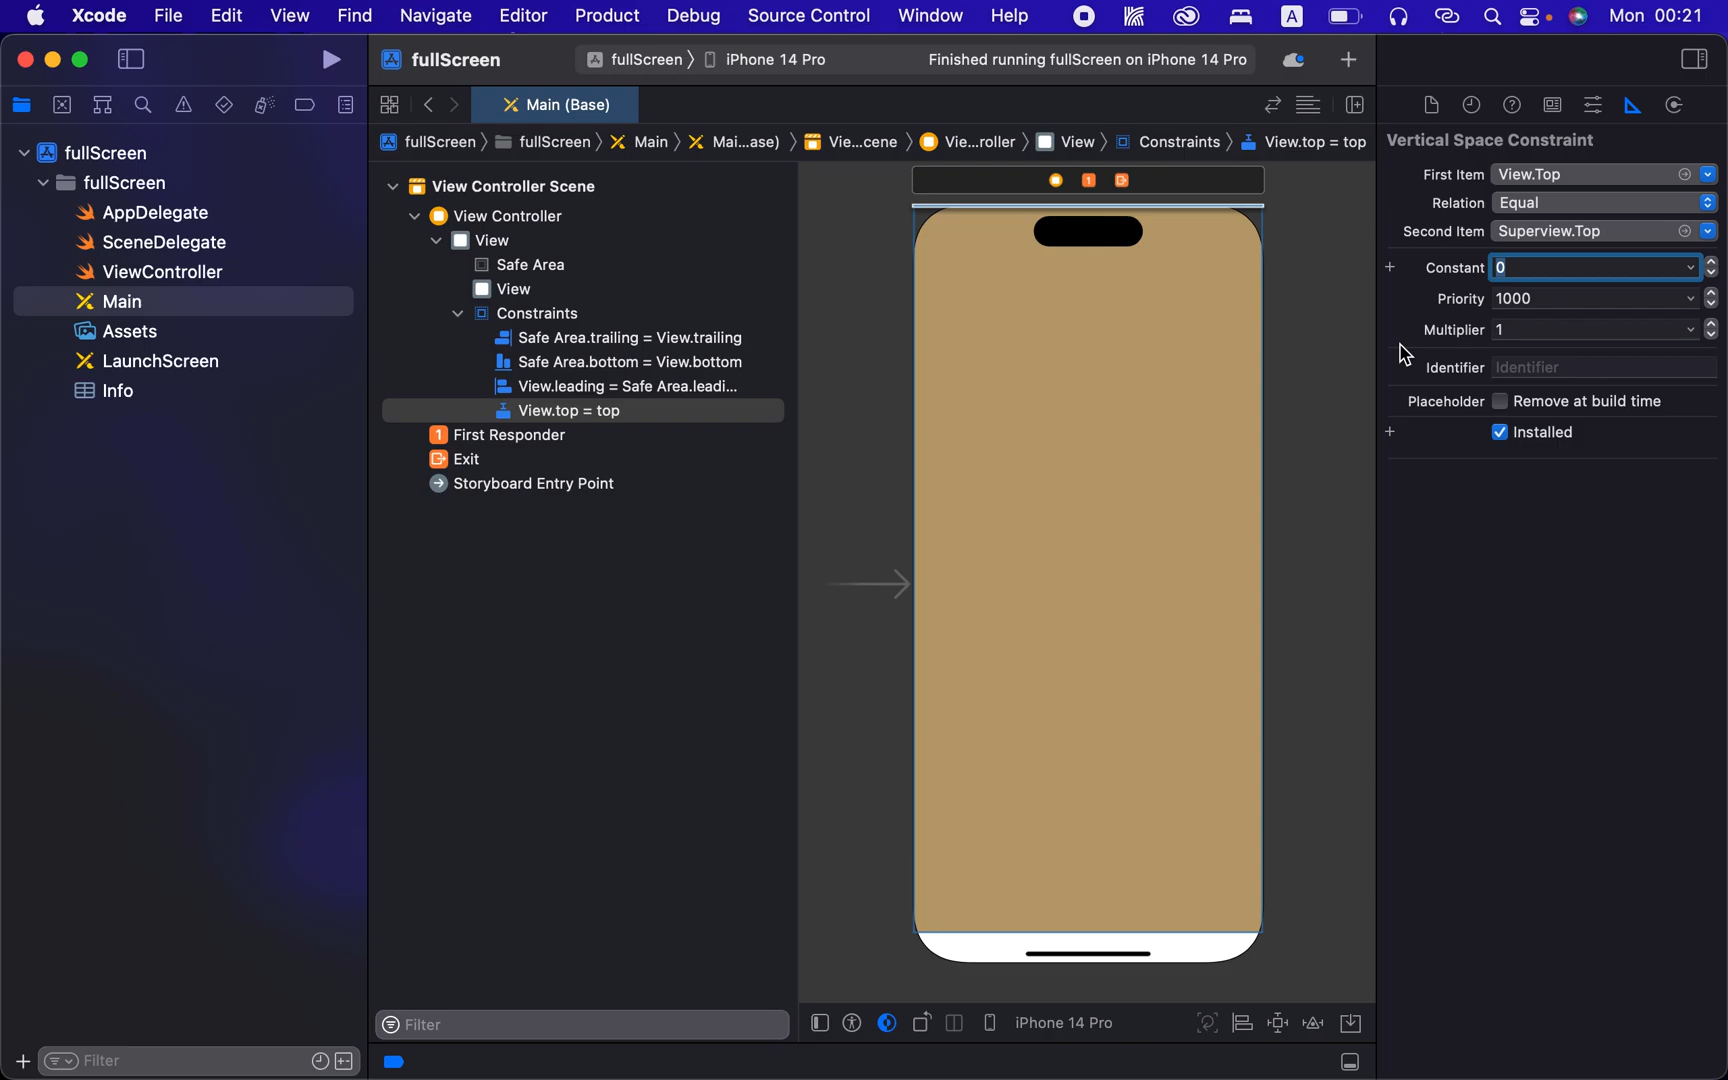 Xcode File Edit View Find Navigate Editor Product Debug Source Control Window Help A Mon 00:21
fullScreen fullScreen iPhone 14 Pro Finished running fullScreen on iPhone 14 Pro
Main (Base)
fullScreen fullScreen Main Mai...ase) Vie...cene Vie...roller View Constraints View.top = top
fullScreen
fullScreen
AppDelegate
SceneDelegate
ViewController
Main
Assets
LaunchScreen
Info
Filter
View Controller Scene
View Controller
View
Safe Area
View
Constraints
Safe Area.trailing = View.trailing
Safe Area.bottom = View.bottom
View.leading = Safe Area.leadi...
View.top = top
1 First Responder
Exit
Storyboard Entry Point
Filter
1
iPhone 14 Pro
Vertical Space Constraint
First Item View.Top
Relation Equal
Second Item Superview.Top
Constant 0
Priority 1000
Multiplier 1
Identifier Identifier
Placeholder Remove at build time
Installed